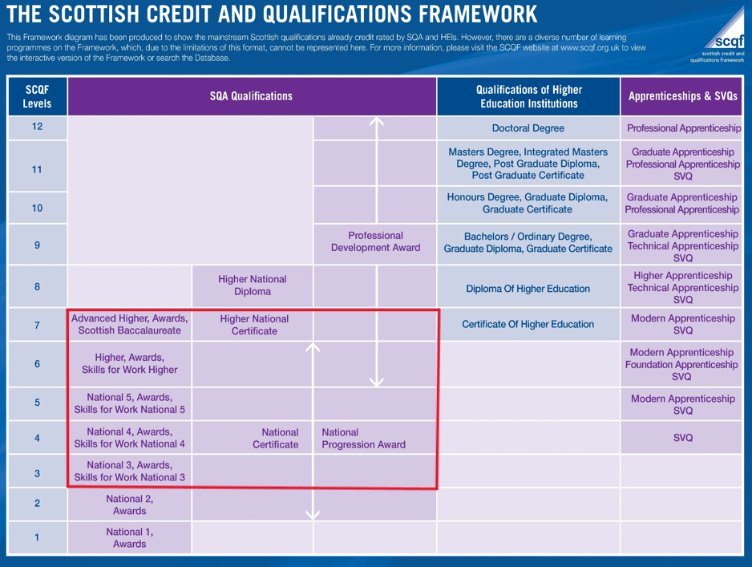 THE SCOTTISH CREDIT AND QUALIFICATIONS FRAMEWORK
This Framework diagram has been produced to show the mainstream Scottish qualifications already credit rated by SQA and HEIs. However, there are a diverse number of learning
programmes on the Framework, which, due to the limitations of this format, cannot be represented here. For more information, please visit the SCQF website at www.scqf.org.uk to view
the interactive version of the Framework or search the Database.
scqf
scottish credit and
qualifications framework
SCQF
Levels
SQA Qualifications
Qualifications of Higher
Education Institutions
Apprenticeships & SVQs
12
Doctoral Degree
Professional Apprenticeship
11
Masters Degree, Integrated Masters
Degree, Post Graduate Diploma,
Post Graduate Certificate
Graduate Apprenticeship
Professional Apprenticeship
SVQ
10
Honours Degree, Graduate Diploma,
Graduate Certificate
Graduate Apprenticeship
Professional Apprenticeship
9
Professional
Development Award
Bachelors / Ordinary Degree,
Graduate Diploma, Graduate Certificate
Graduate Apprenticeship
Technical Apprenticeship
SVQ
8
Higher National
Diploma
Diploma Of Higher Education
Higher Apprenticeship
Technical Apprenticeship
SVQ
7
Advanced Higher, Awards,
Scottish Baccalaureate
Higher National
Certificate
Certificate Of Higher Education
Modern Apprenticeship
SVQ
6
Higher, Awards,
Skills for Work Higher
Modern Apprenticeship
Foundation Apprenticeship
SVQ
5
National 5, Awards,
Skills for Work National 5
Modern Apprenticeship
SVQ
4
National 4, Awards,
Skills for Work National 4
National
Certificate
National
Progression Award
SVQ
3
National 3, Awards,
Skills for Work National 3
2
National 2,
Awards
1
National 1,
Awards